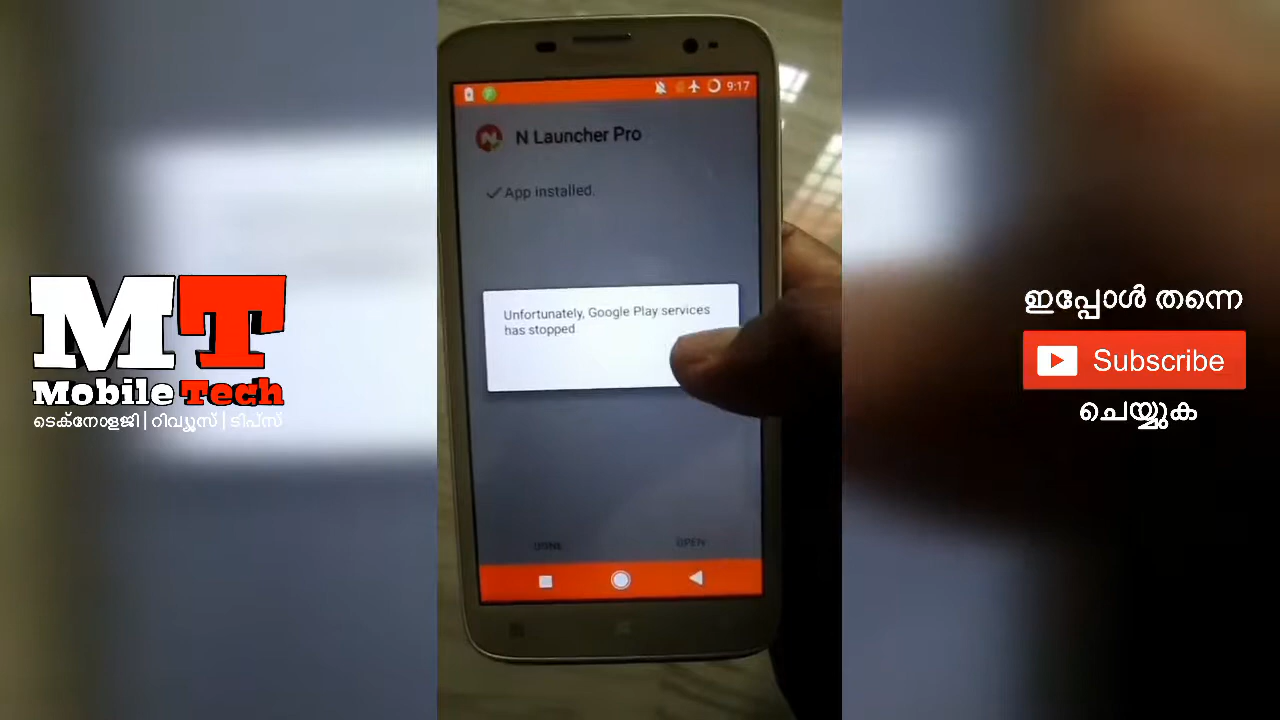 9:17
N Launcher Pro
App installed.
Unfortunately, Google Play services
has stopped
DONE
OPEN
MT
Mobile Tech
ടെക്നോളജി | റിവ്യൂസ് | ടിപ്സ്
ഇപ്പോൾ തന്നെ
Subscribe
ചെയ്യുക